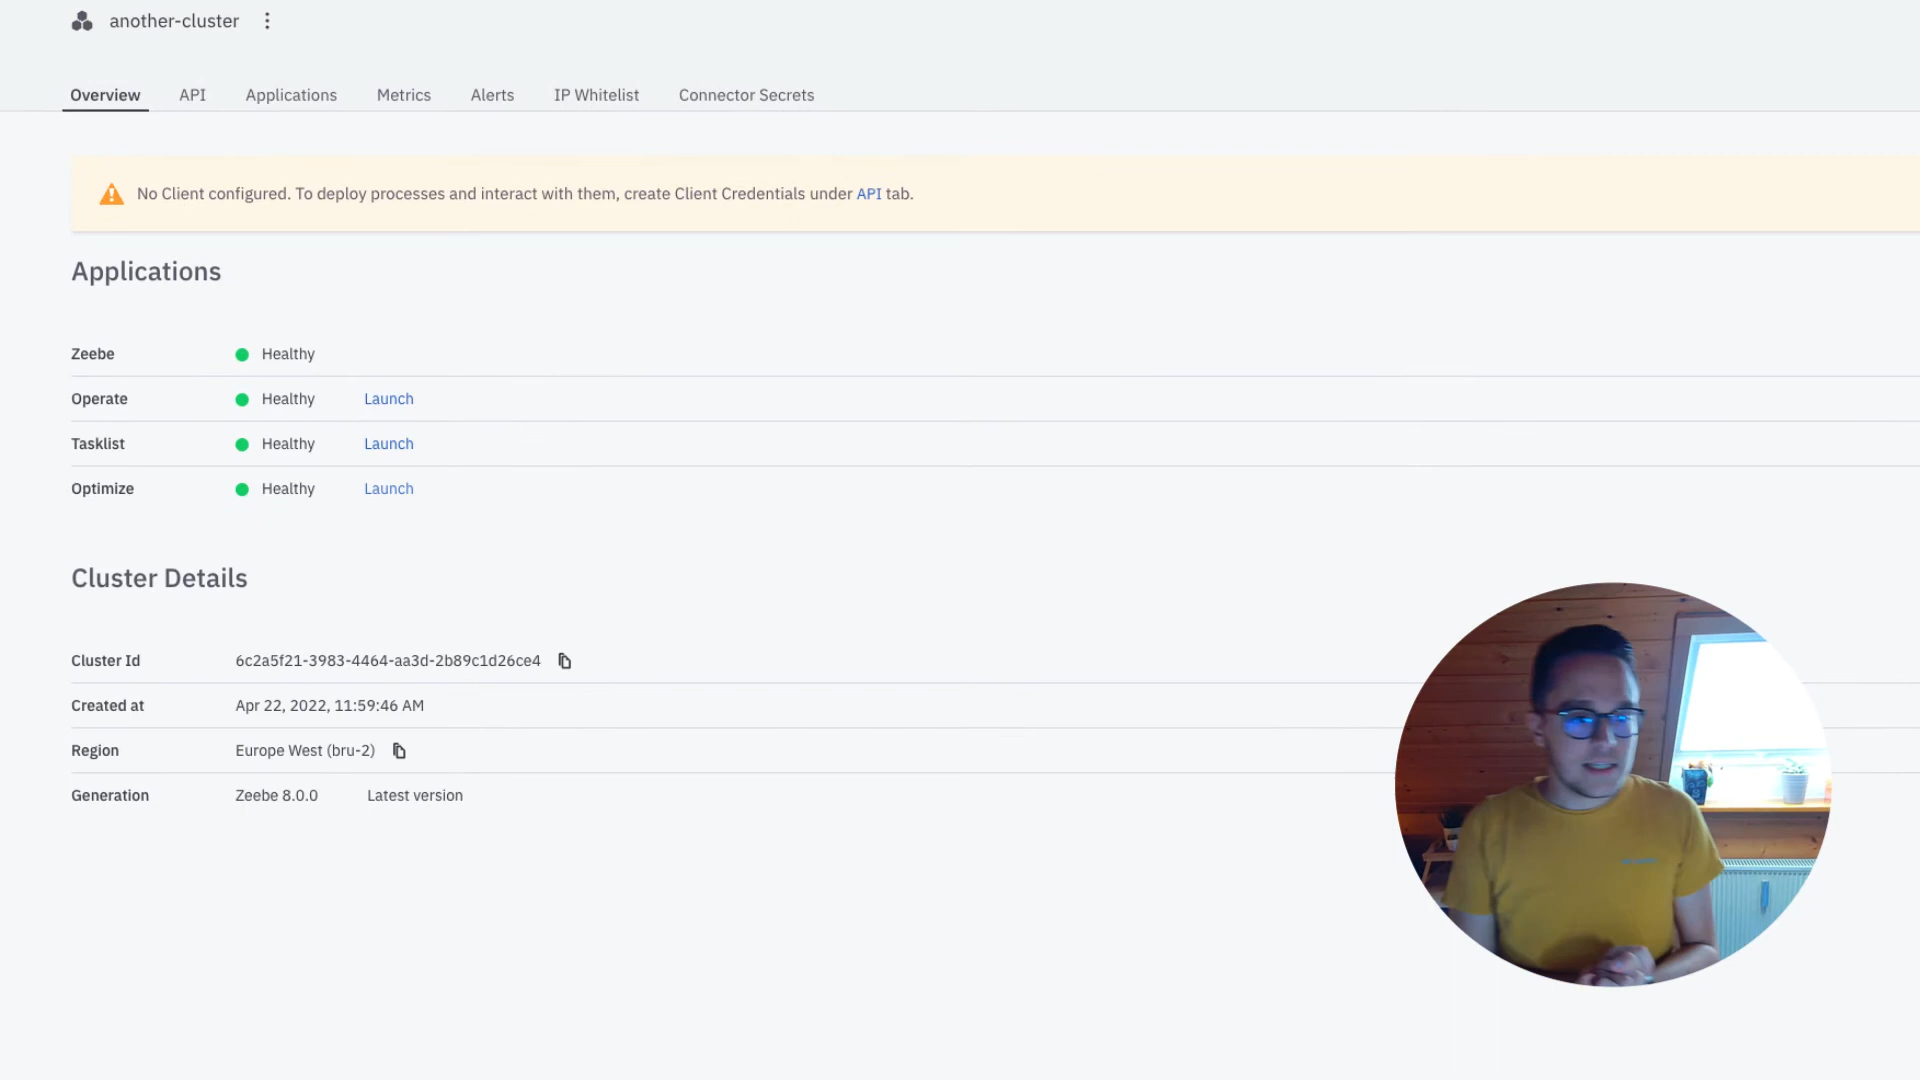 another-cluster
Overview API Applications Metrics Alerts IP Whitelist Connector Secrets
No Client configured. To deploy processes and interact with them, create Client Credentials under API tab.
Applications
Zeebe Healthy
Operate Healthy Launch
Tasklist Healthy Launch
Optimize Healthy Launch
Cluster Details
Cluster Id 6c2a5f21-3983-4464-aa3d-2b89c1d26ce4
Created at Apr 22, 2022, 11:59:46 AM
Region Europe West (bru-2)
Generation Zeebe 8.0.0 Latest version